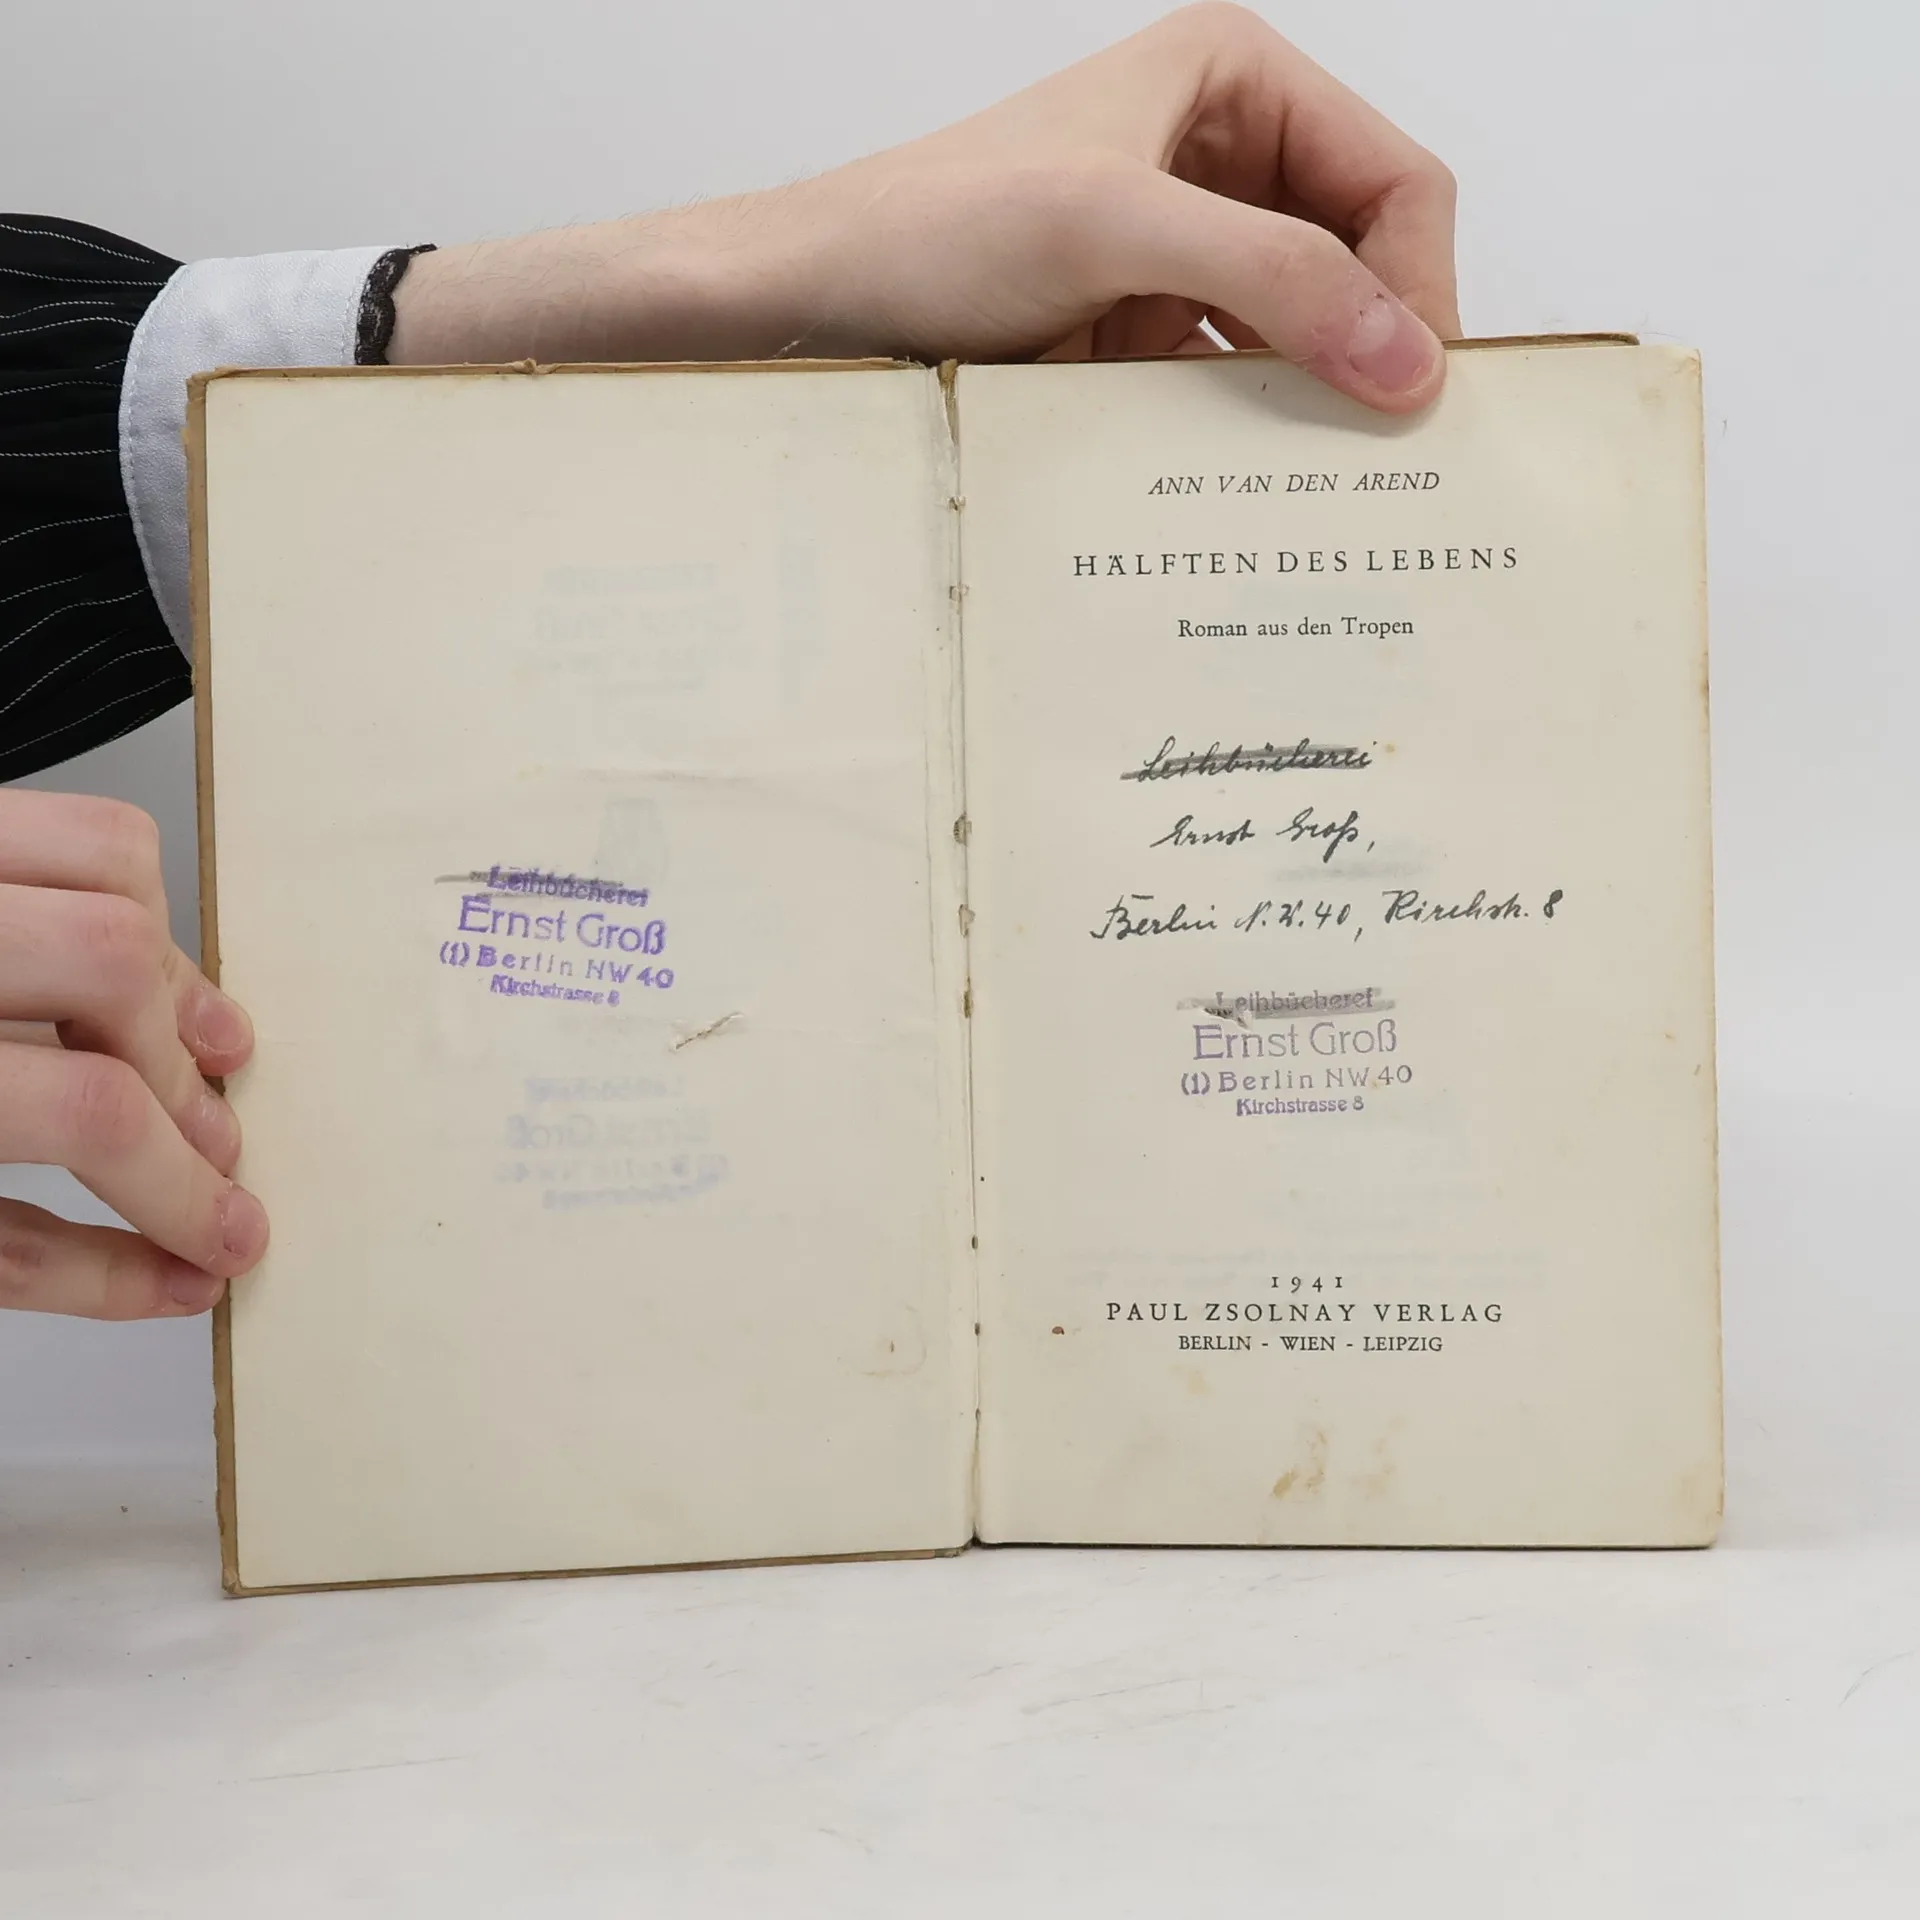 Leihbücherei
Ernst Groß
(1) Berlin NW 40
Kirchstrasse 8
ANN VAN DEN AREND
HÄLFTEN DES LEBENS
Roman aus den Tropen
Leihbücherei
Ernst Groß,
Berlin N.W. 40, Kirchstr. 8
Leihbücherei
Ernst Groß
(1) Berlin NW 40
Kirchstrasse 8
1941
PAUL ZSOLNAY VERLAG
BERLIN - WIEN - LEIPZIG